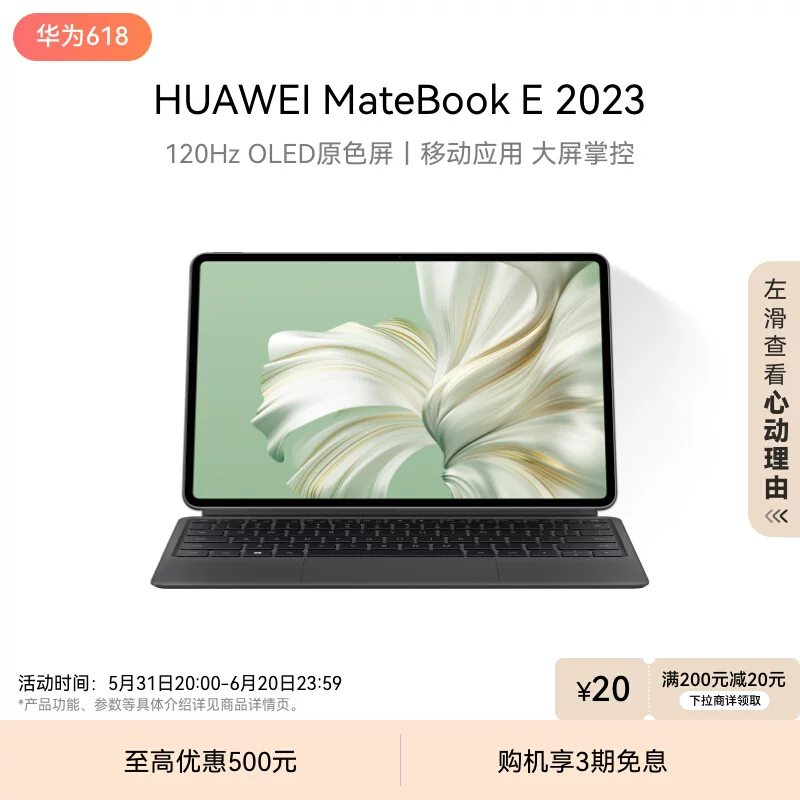 华为618
HUAWEI MateBook E 2023
120Hz OLED原色屏丨移动应用 大屏掌控
左滑查看心动理由
活动时间：5月31日20:00-6月20日23:59
*产品功能、参数等具体介绍详见商品详情页。
¥20
满200元减20元
下拉商详领取
至高优惠500元
购机享3期免息